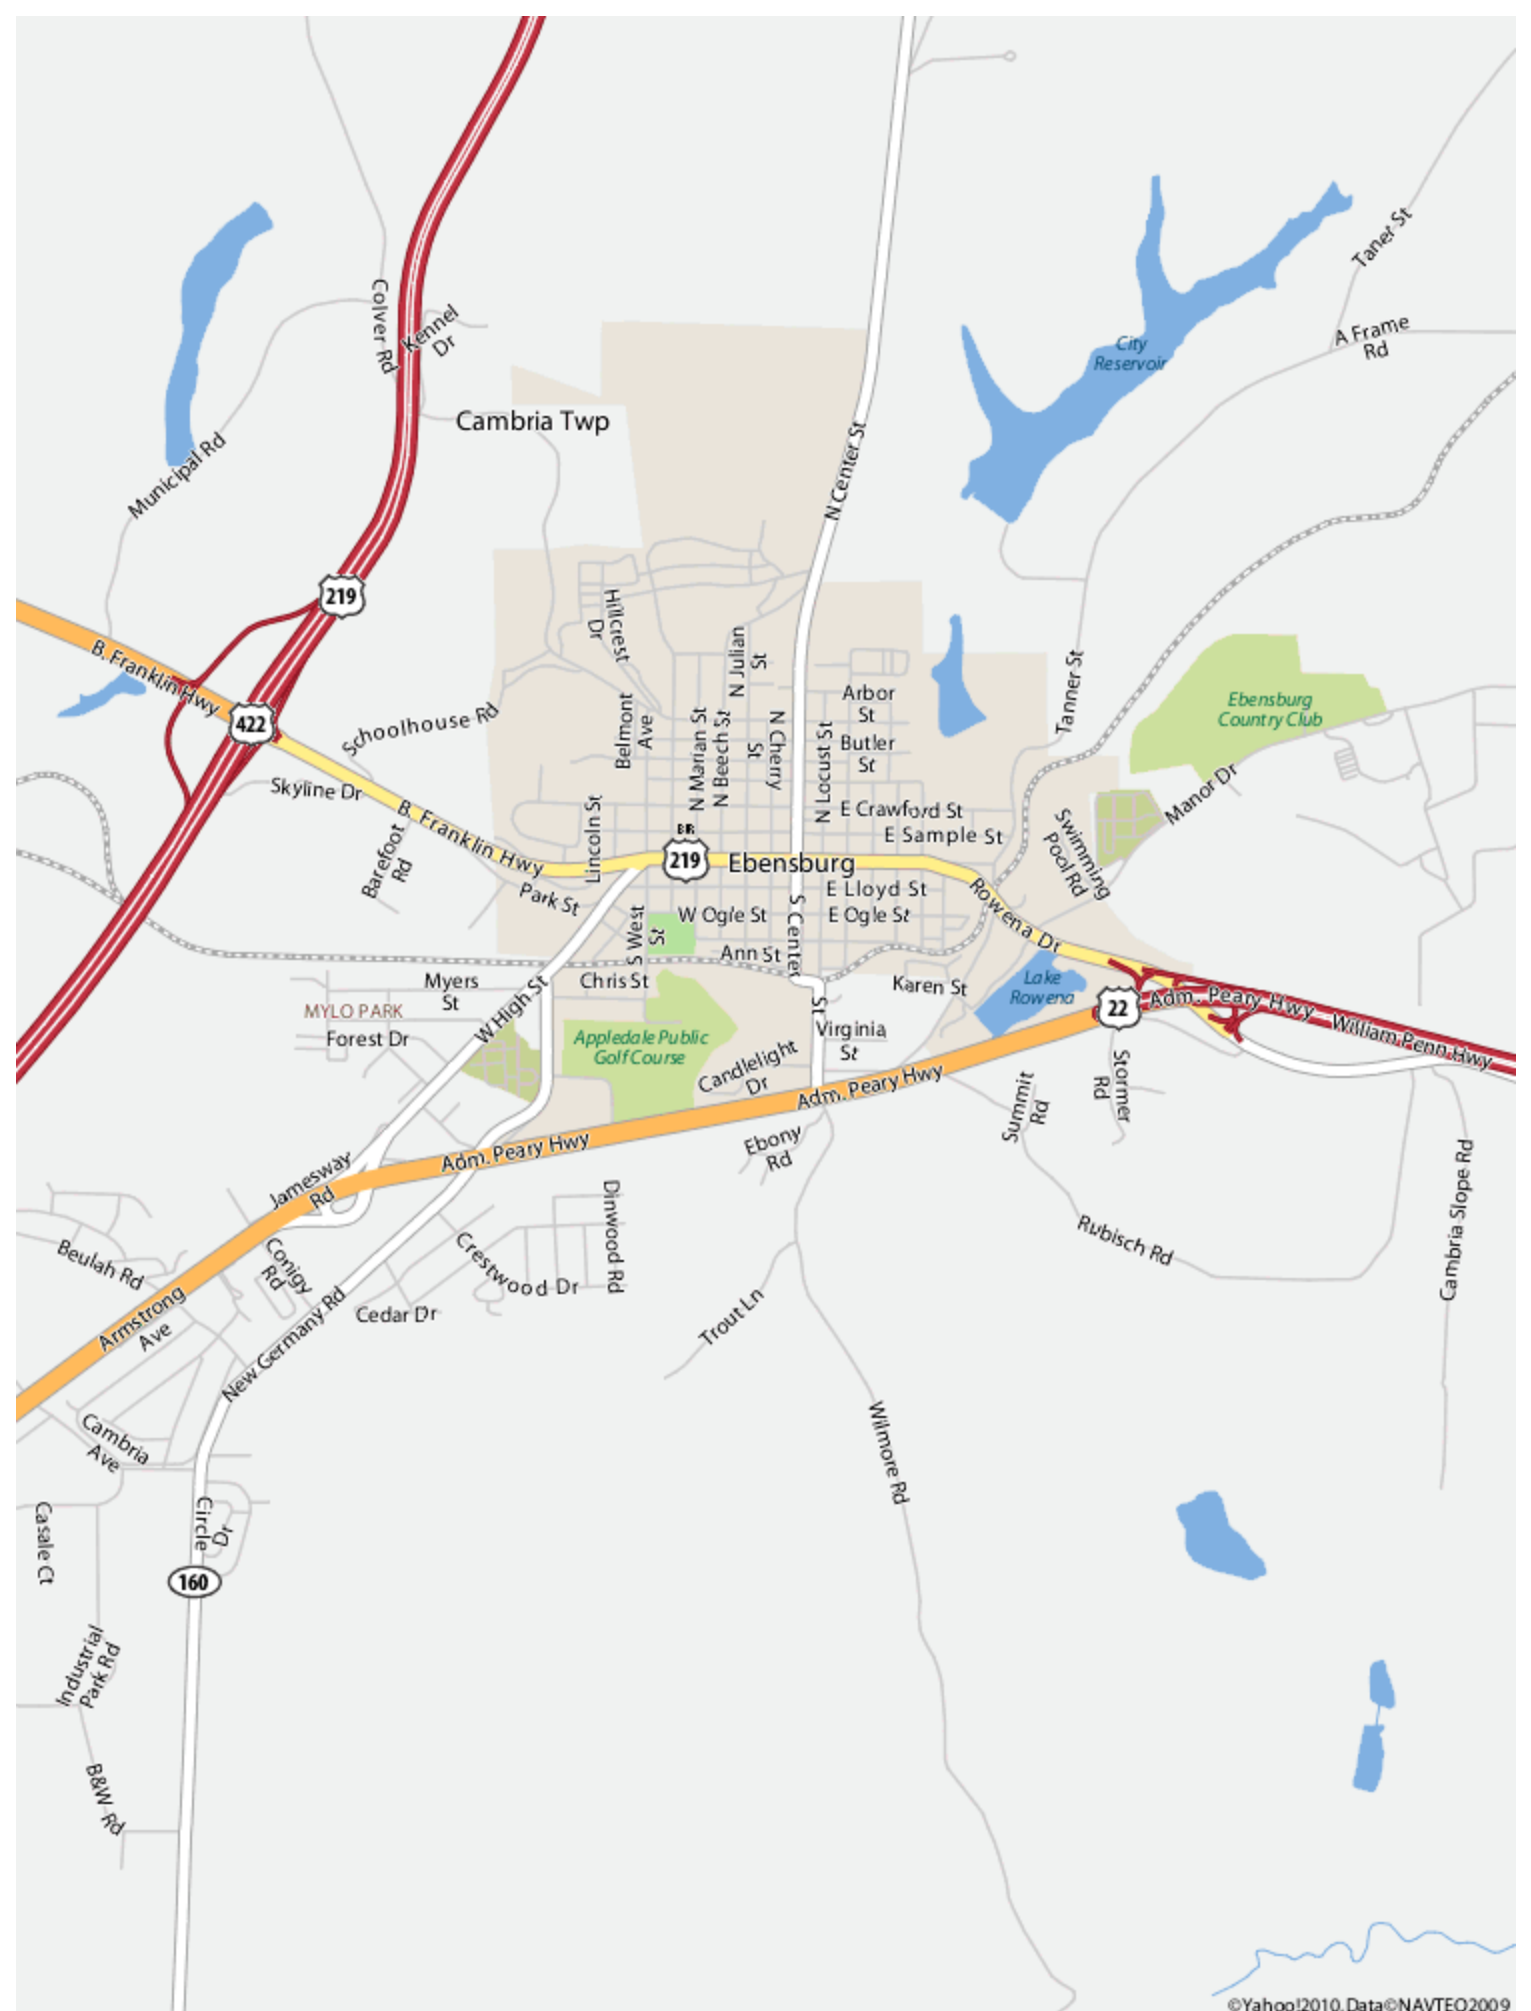 Taner St
Colver Rd
Kennel
Dr
A Frame
Rd
City
Reservoir
Cambria Twp
Municipal Rd
N Center St
219
Hillcrest
Dr
N Julian
St
B. Franklin Hwy
Tanner St
Arbor
St
Ebensburg
Country Club
422
Schoolhouse Rd
Belmont
Ave
N Marian St
N Beech St
N Cherry
St
N Locust St
Butler
St
Skyline Dr
Manor Dr
B. Franklin Hwy
Lincoln St
E Crawford St
E Sample St
Swimming
Pool Rd
BR
219
Ebensburg
Barefoot
Rd
Park St
E Lloyd St
Rowena Dr
W Ogle St
E Ogle St
S West
St
S Center
St
Ann St
Myers
St
Chris St
Karen St
Lake
Rowena
22
Adm. Peary Hwy
William Penn Hwy
MYLO PARK
W High St
Forest Dr
Appledale Public
Golf Course
Virginia
St
Candlelight
Dr
Stormer
Rd
Adm. Peary Hwy
Summit
Rd
Adm. Peary Hwy
Ebony
Rd
Jamesway
Rd
Dinwood Rd
Cambria Slope Rd
Rubisch Rd
Beulah Rd
Conigy
Rd
Crestwood Dr
Cedar Dr
Armstrong
Ave
New Germany Rd
Trout Ln
Cambria
Ave
Wilmore Rd
Casale Ct
Circle
Dr
160
Industrial
Park Rd
B&W Rd
©Yahoo!2010, Data©NAVTEQ2009